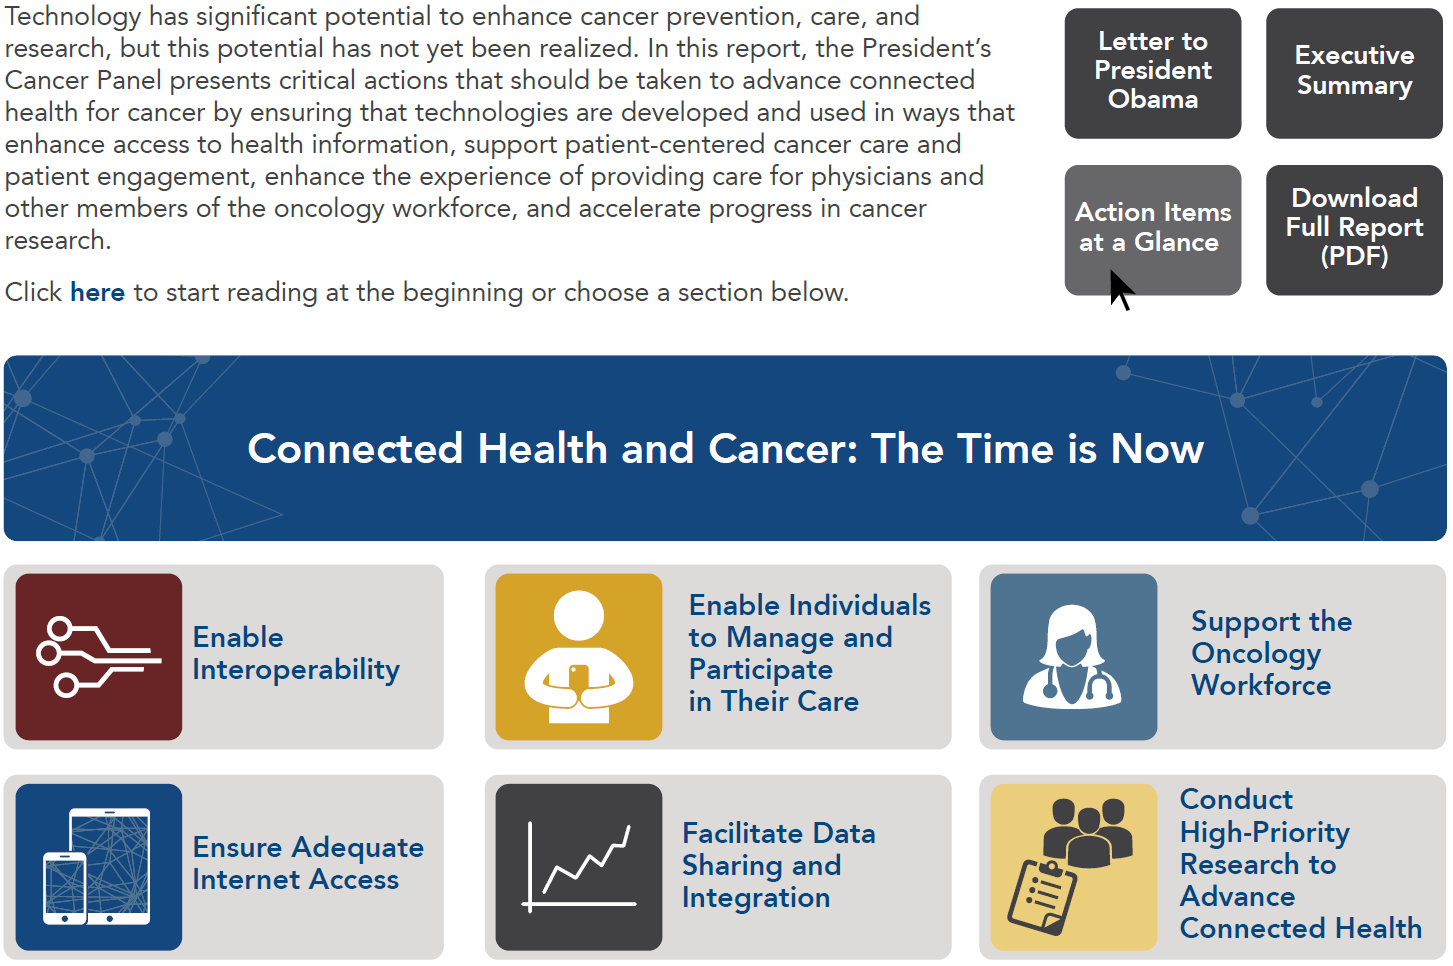 Technology has significant potential to enhance cancer prevention, care, and
research, but this potential has not yet been realized. In this report, the President’s
Cancer Panel presents critical actions that should be taken to advance connected
health for cancer by ensuring that technologies are developed and used in ways that
enhance access to health information, support patient-centered cancer care and
patient engagement, enhance the experience of providing care for physicians and
other members of the oncology workforce, and accelerate progress in cancer
research.
Click here to start reading at the beginning or choose a section below.
Letter to
President
Obama
Executive
Summary
Action Items
at a Glance
Download
Full Report
(PDF)
Connected Health and Cancer: The Time is Now
Enable
Interoperability
Enable Individuals
to Manage and
Participate
in Their Care
Support the
Oncology
Workforce
Ensure Adequate
Internet Access
Facilitate Data
Sharing and
Integration
Conduct
High-Priority
Research to
Advance
Connected Health